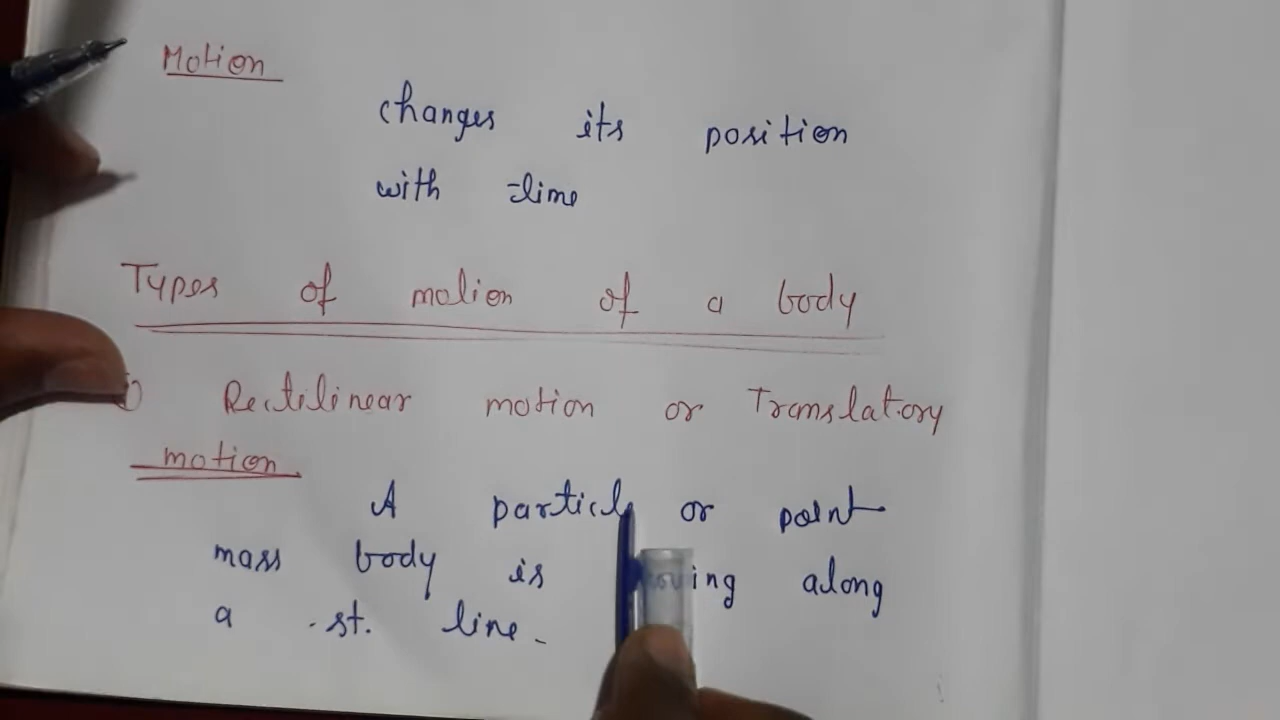 Motion
changes its position
with time
Types of motion of a body
i) Rectilinear motion or Translatory
motion
A particle or point
mass body is moving along
a st. line.